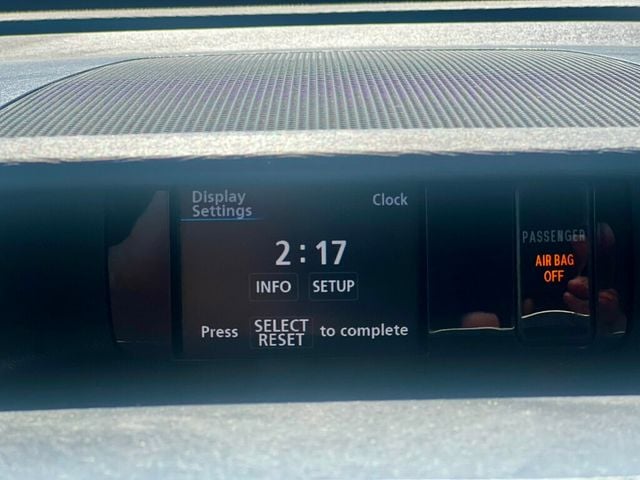 Display
Settings
Clock
2:17
INFO SETUP
Press SELECT RESET to complete
PASSENGER
AIR BAG
OFF